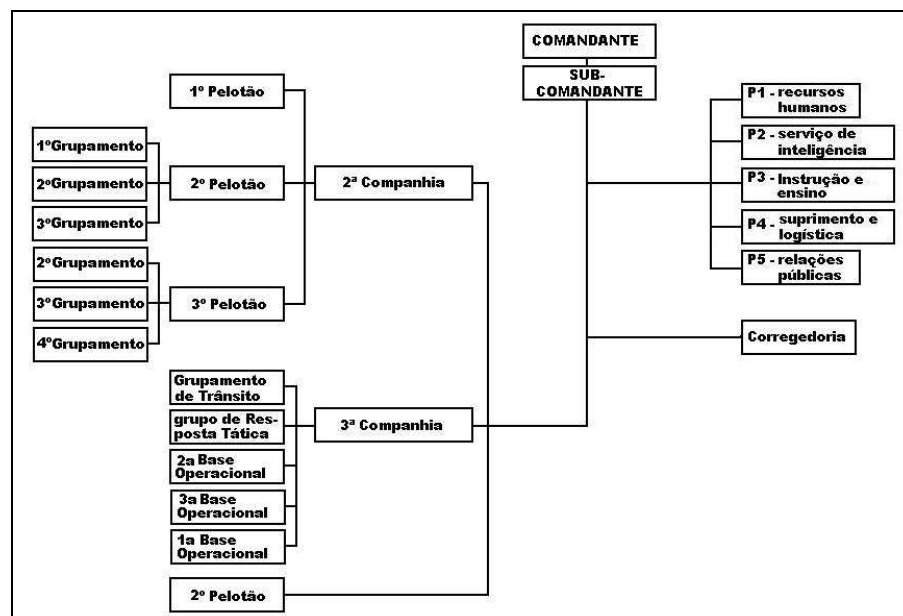 COMANDANTE
SUB-
COMANDANTE
P1 - recursos
humanos
P2 - serviço de
inteligência
P3 - Instrução e
ensino
P4 - suprimento e
logística
P5 - relações
públicas
Corregedoria
1º Pelotão
1ºGrupamento
2ºGrupamento
3ºGrupamento
2º Pelotão
2ª Companhia
2ºGrupamento
3ºGrupamento
4ºGrupamento
3º Pelotão
Grupamento
de Trânsito
grupo de Res-
posta Tática
2a Base
Operacional
3a Base
Operacional
1a Base
Operacional
3ª Companhia
2º Pelotão